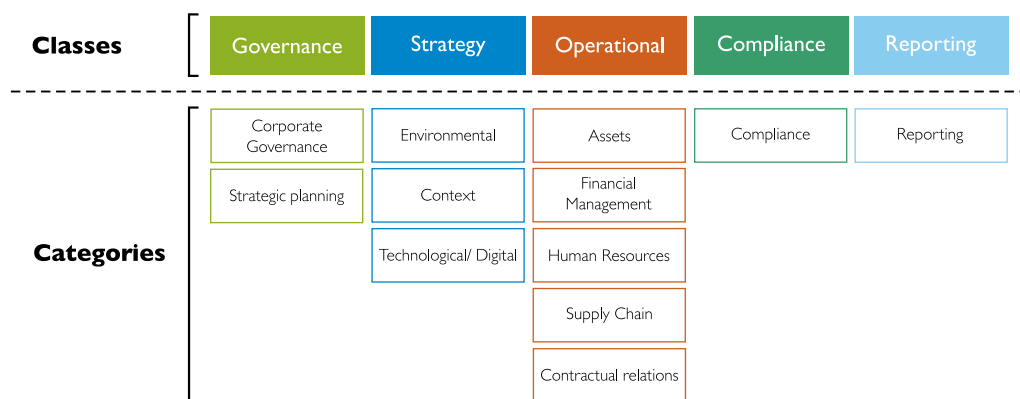 Classes
Governance
Strategy
Operational
Compliance
Reporting
Categories
Corporate
Governance
Strategic planning
Environmental
Context
Technological/ Digital
Assets
Financial
Management
Human Resources
Supply Chain
Contractual relations
Compliance
Reporting